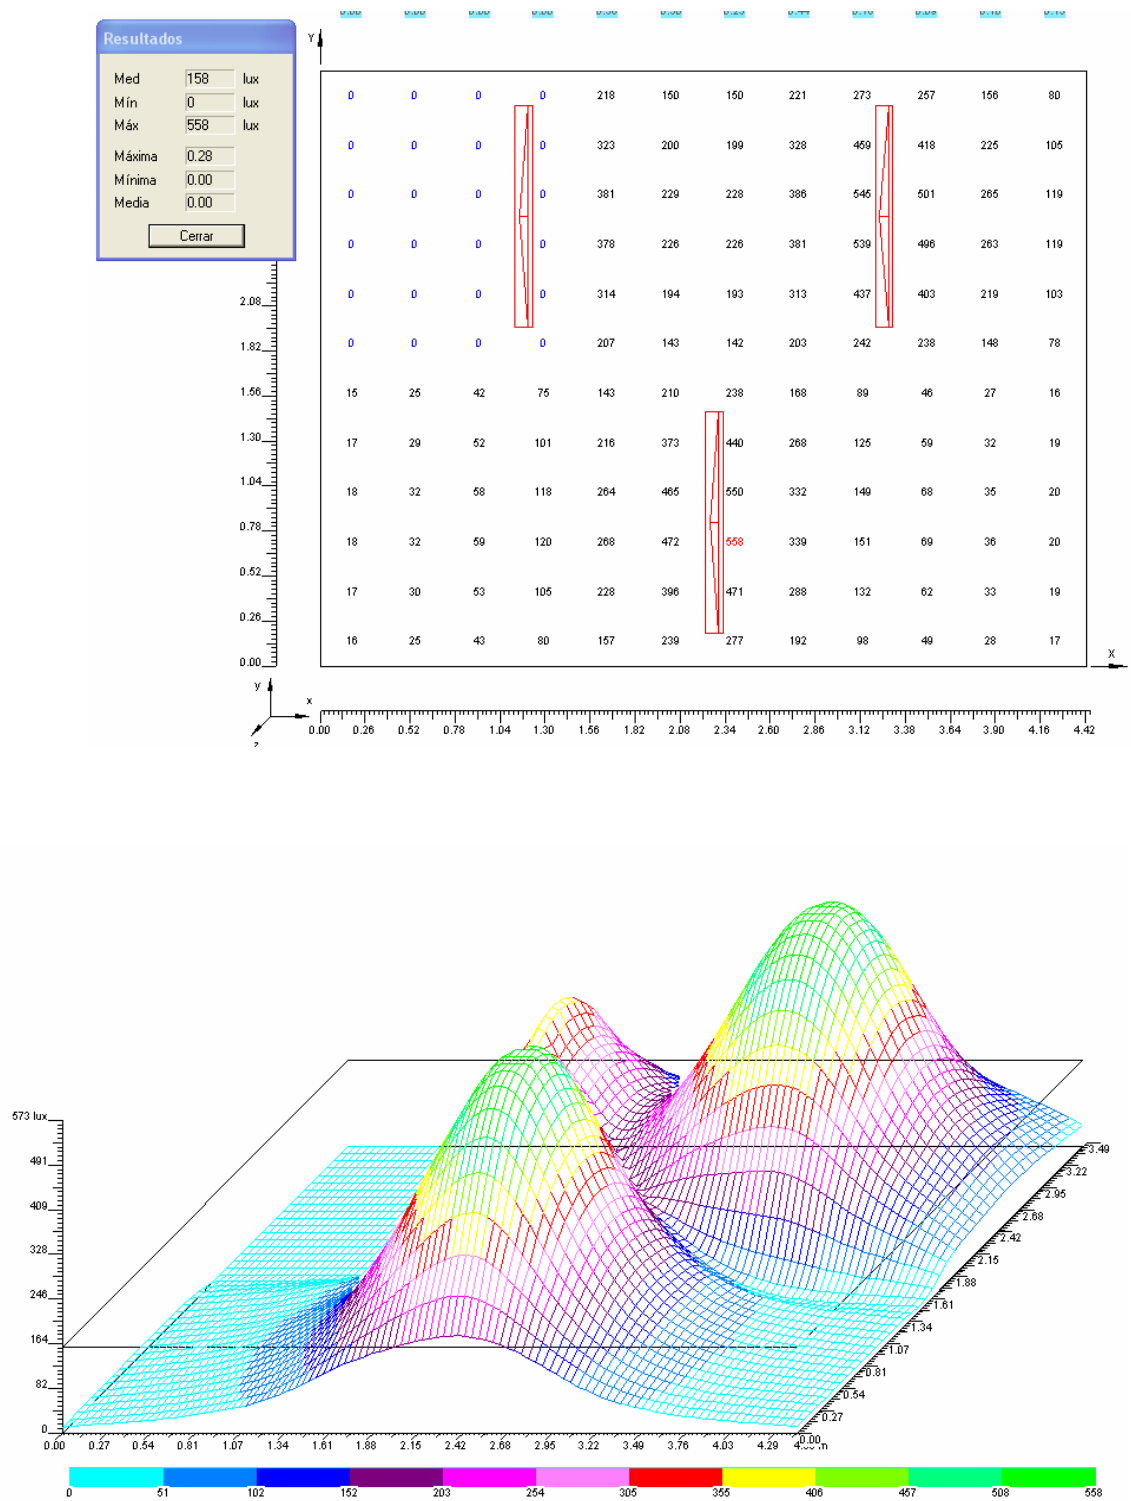 Resultados
Med 158 lux
Mín 0 lux
Máx 558 lux
Máxima 0.28
Mínima 0.00
Media 0.00
Cerrar
Y
0 0 0 0 218 150 150 221 273 257 156 80
0 0 0 0 323 200 199 328 459 418 225 105
0 0 0 0 381 229 228 386 545 501 265 119
0 0 0 0 378 226 226 381 539 496 263 119
2.08 0 0 0 0 314 194 193 313 437 403 219 103
1.82 0 0 0 0 207 143 142 203 242 238 148 78
1.56 15 25 42 75 143 210 238 168 89 46 27 16
1.30 17 29 52 101 216 373 440 268 125 59 32 19
1.04 18 32 58 118 264 465 550 332 149 68 35 20
0.78 18 32 59 120 268 472 558 339 151 69 36 20
0.52 17 30 53 105 228 396 471 288 132 62 33 19
0.26 16 25 43 80 157 239 277 192 98 49 28 17
0.00
X
y
x
z
0.00 0.26 0.52 0.78 1.04 1.30 1.56 1.82 2.08 2.34 2.60 2.86 3.12 3.38 3.64 3.90 4.16 4.42
573 lux
491
409
328
246
164
82
0
3.49
3.22
2.95
2.68
2.42
2.15
1.88
1.61
1.34
1.07
0.81
0.54
0.27
0.00
0.00 0.27 0.54 0.81 1.07 1.34 1.61 1.88 2.15 2.42 2.68 2.95 3.22 3.49 3.76 4.03 4.29
0 51 102 152 203 254 305 355 406 457 508 558